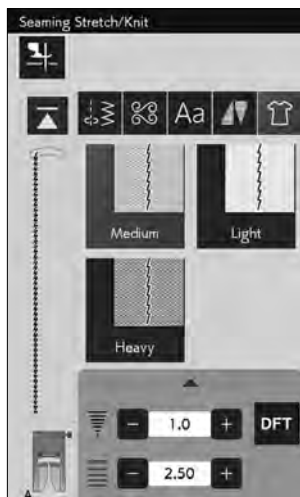 Seaming Stretch/Knit
Aa
Medium
Light
Heavy
− 1.0 + DFT
− 2.50 +
A